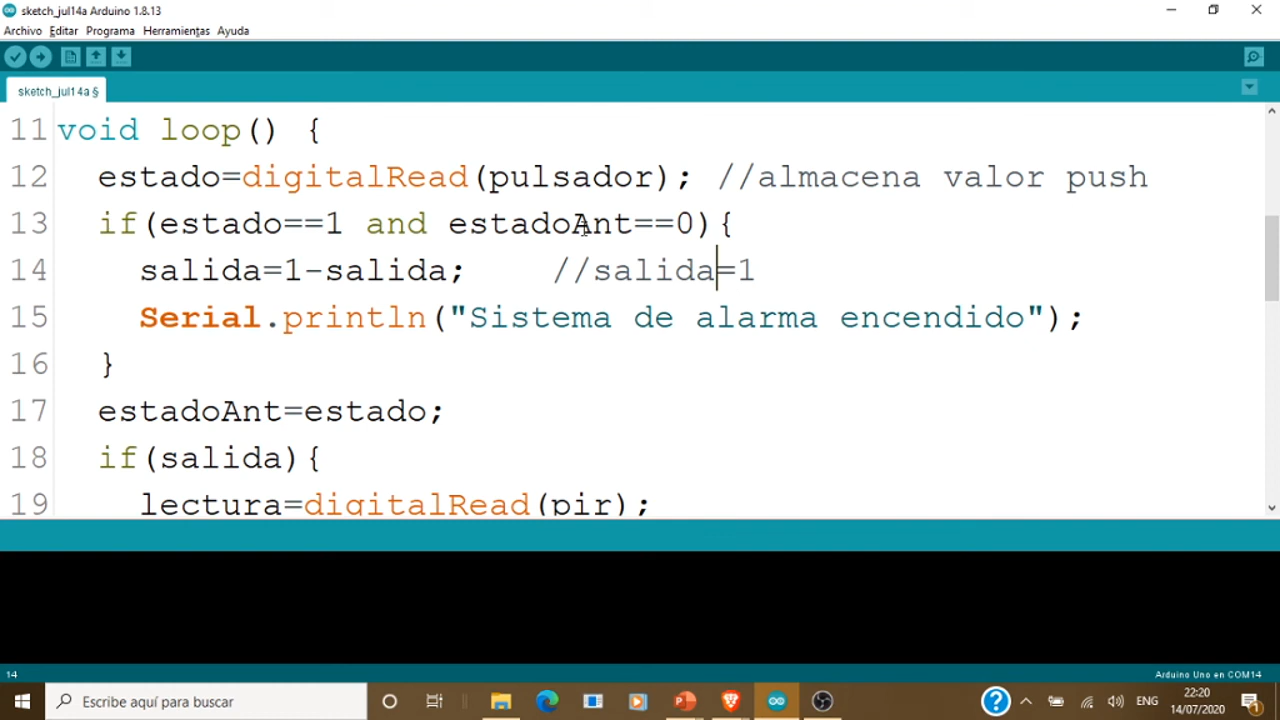 sketch_jul14a Arduino 1.8.13
Archivo Editar Programa Herramientas Ayuda
sketch_jul14a §
11 void loop() {
12 estado=digitalRead(pulsador); //almacena valor push
13 if(estado==1 and estadoAnt==0){
14 salida=1-salida; //salida=1
15 Serial.println("Sistema de alarma encendido");
16 }
17 estadoAnt=estado;
18 if(salida){
19 lectura=digitalRead(pir);
14
Arduino Uno en COM14
Escribe aquí para buscar
ENG
22:20
14/07/2020